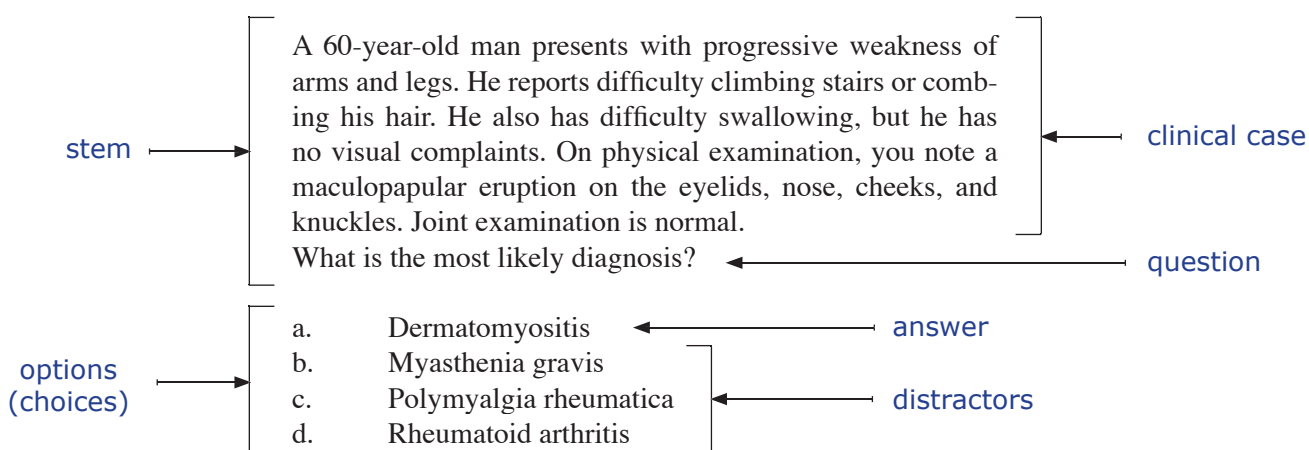 A 60-year-old man presents with progressive weakness of
arms and legs. He reports difficulty climbing stairs or comb-
ing his hair. He also has difficulty swallowing, but he has
no visual complaints. On physical examination, you note a
maculopapular eruption on the eyelids, nose, cheeks, and
knuckles. Joint examination is normal.
What is the most likely diagnosis?
stem
clinical case
question
a. Dermatomyositis
b. Myasthenia gravis
c. Polymyalgia rheumatica
d. Rheumatoid arthritis
answer
options
(choices)
distractors